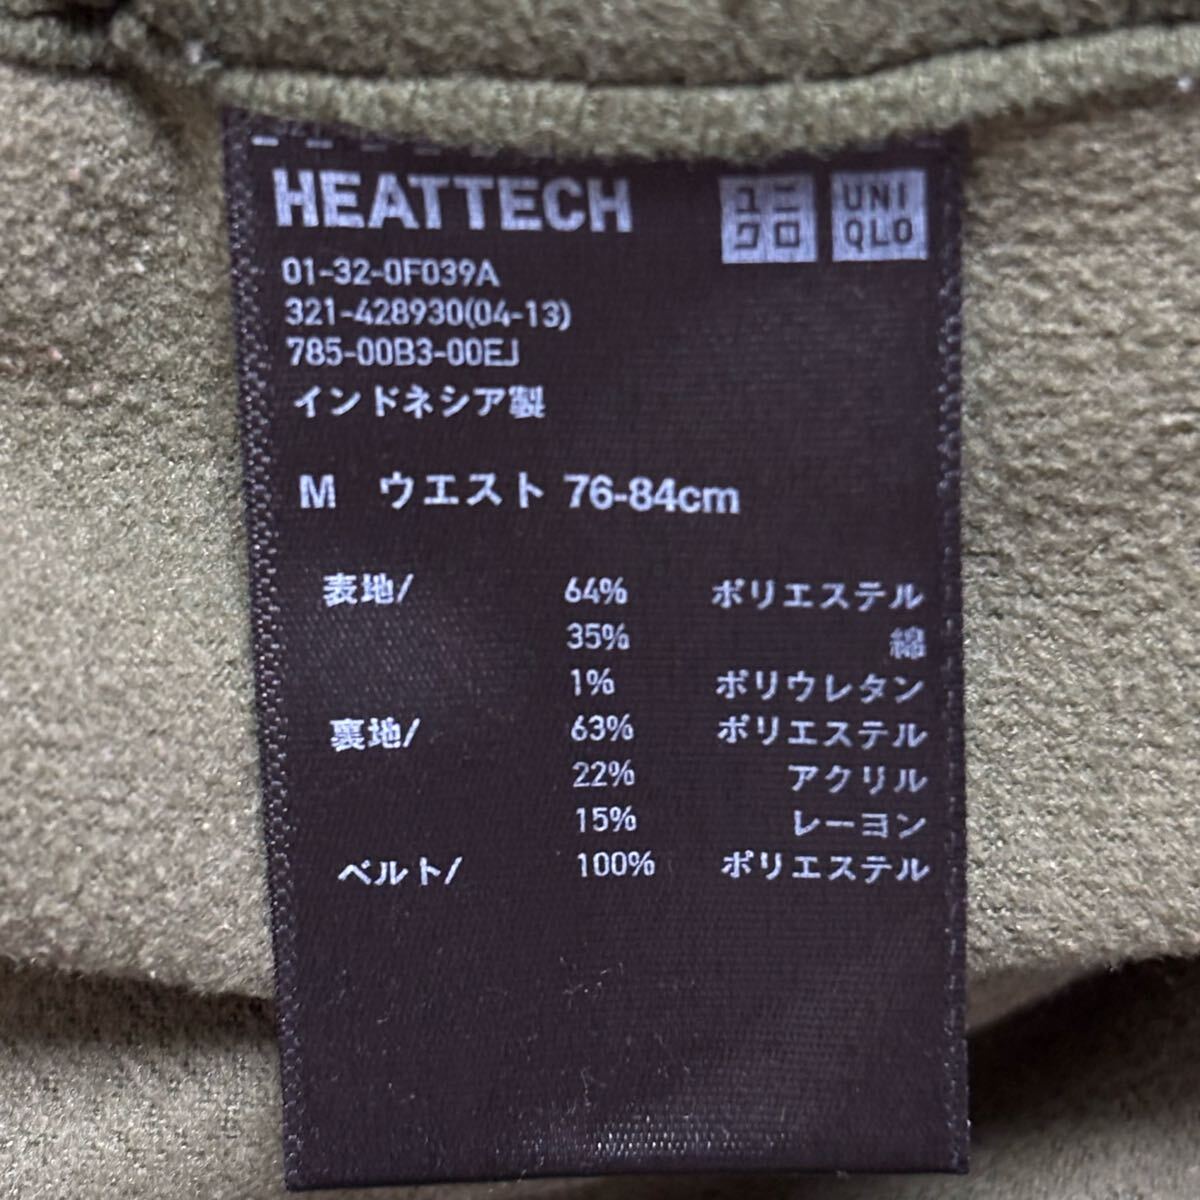 HEATTECH
ユニ
クロ
UNI
QLO
01-32-0F039A
321-428930(04-13)
785-00B3-00EJ
インドネシア製
M ウエスト 76-84cm
表地/ 64% ポリエステル
35% 綿
1% ポリウレタン
裏地/ 63% ポリエステル
22% アクリル
15% レーヨン
ベルト/ 100% ポリエステル